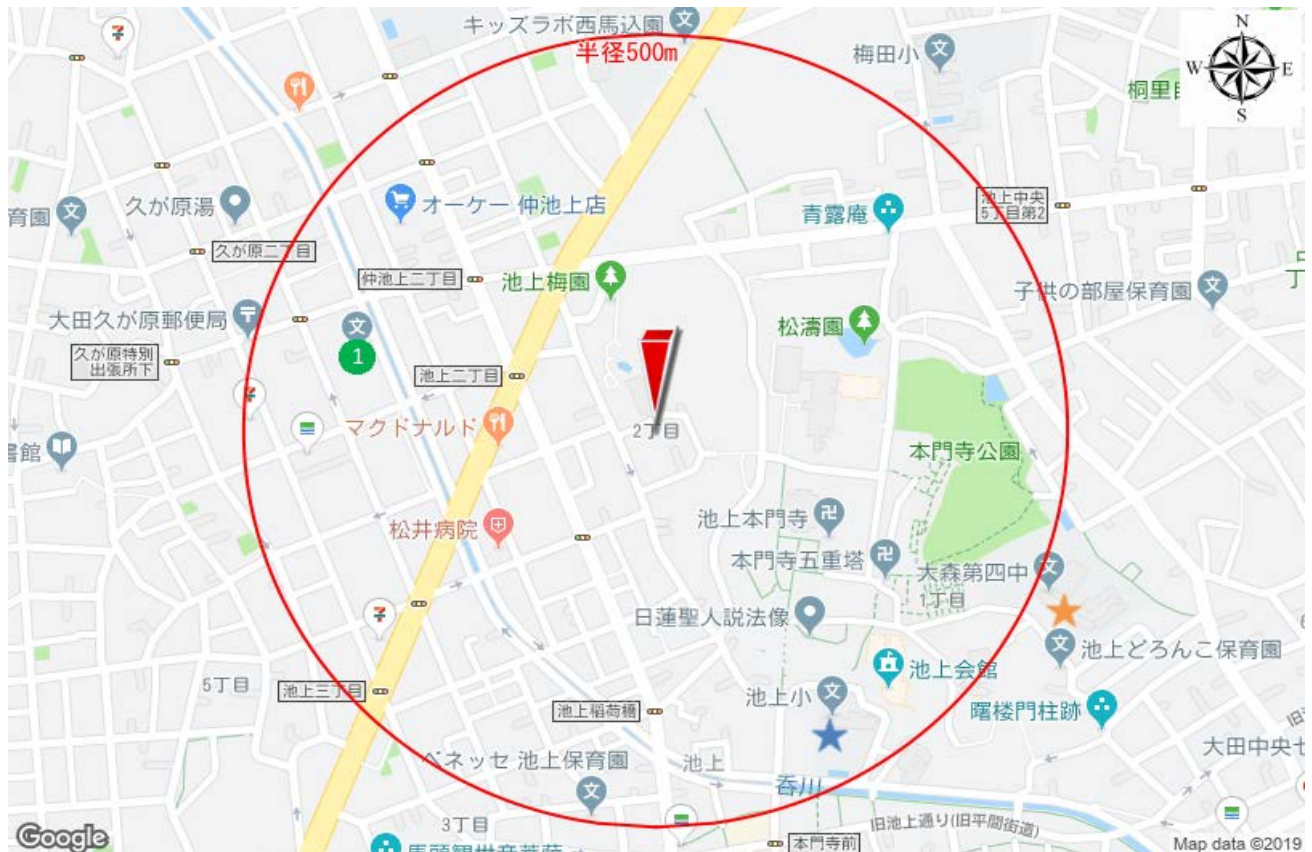 キッズラボ西馬込園
半径500m
梅田小
N
W
E
S
育園
久が原湯
オーケー 仲池上店
青露庵
池上中央
5丁目第2
久が原二丁目
仲池上二丁目
池上梅園
子供の部屋保育園
丁
大田久が原郵便局
1
松濤園
久が原特別
出張所下
池上二丁目
マクドナルド
2丁目
本門寺公園
書館
松井病院
池上本門寺
本門寺五重塔
大森第四中
1丁目
日蓮聖人説法像
池上どろんこ保育園
池上会館
5丁目
池上三丁目
池上小
曙楼門柱跡
池上稲荷橋
大田中央七
ベネッセ 池上保育園
池上
呑川
3丁目
旧池上通り(旧平間街道)
Google
本門寺前
Map data ©2019